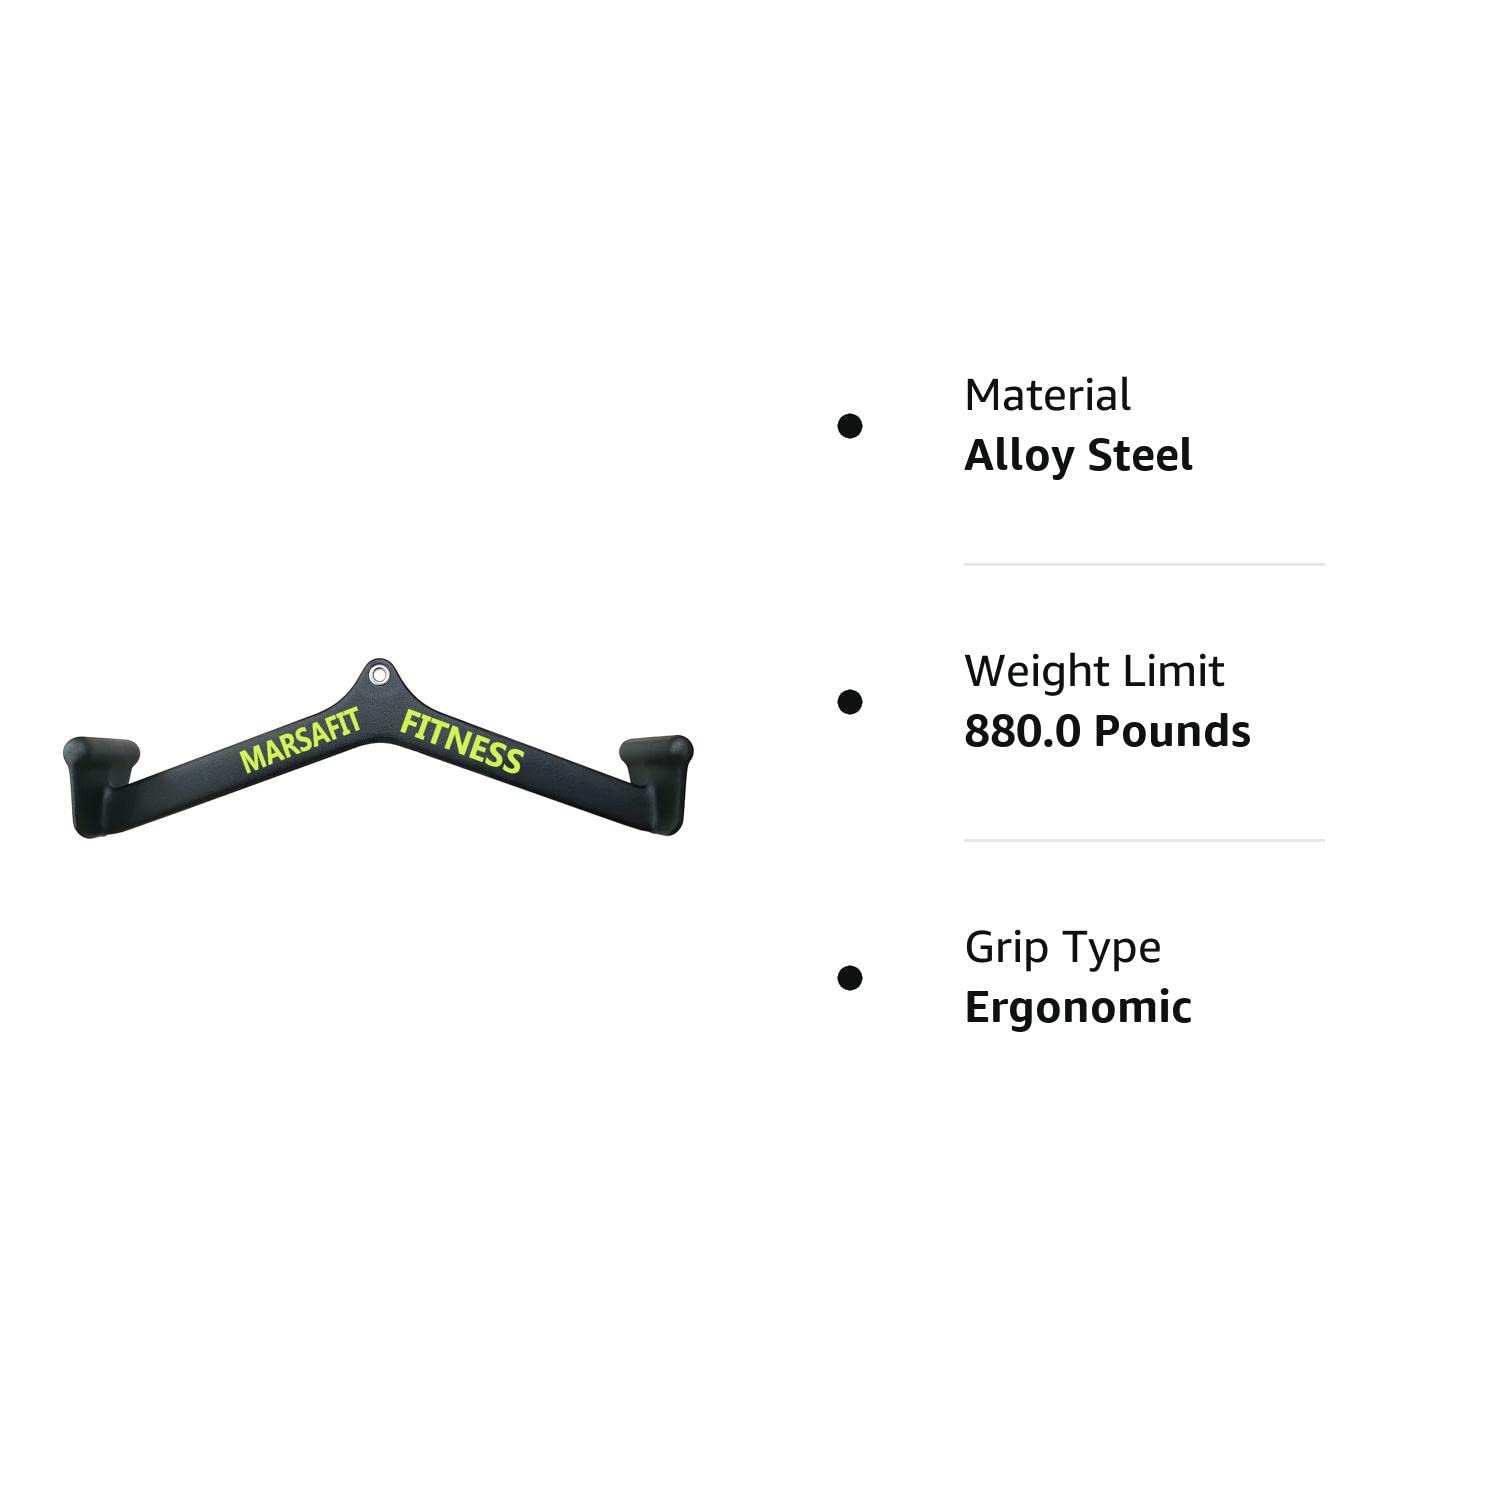 MARSAFIT FITNESS
Material
Alloy Steel
Weight Limit
880.0 Pounds
Grip Type
Ergonomic